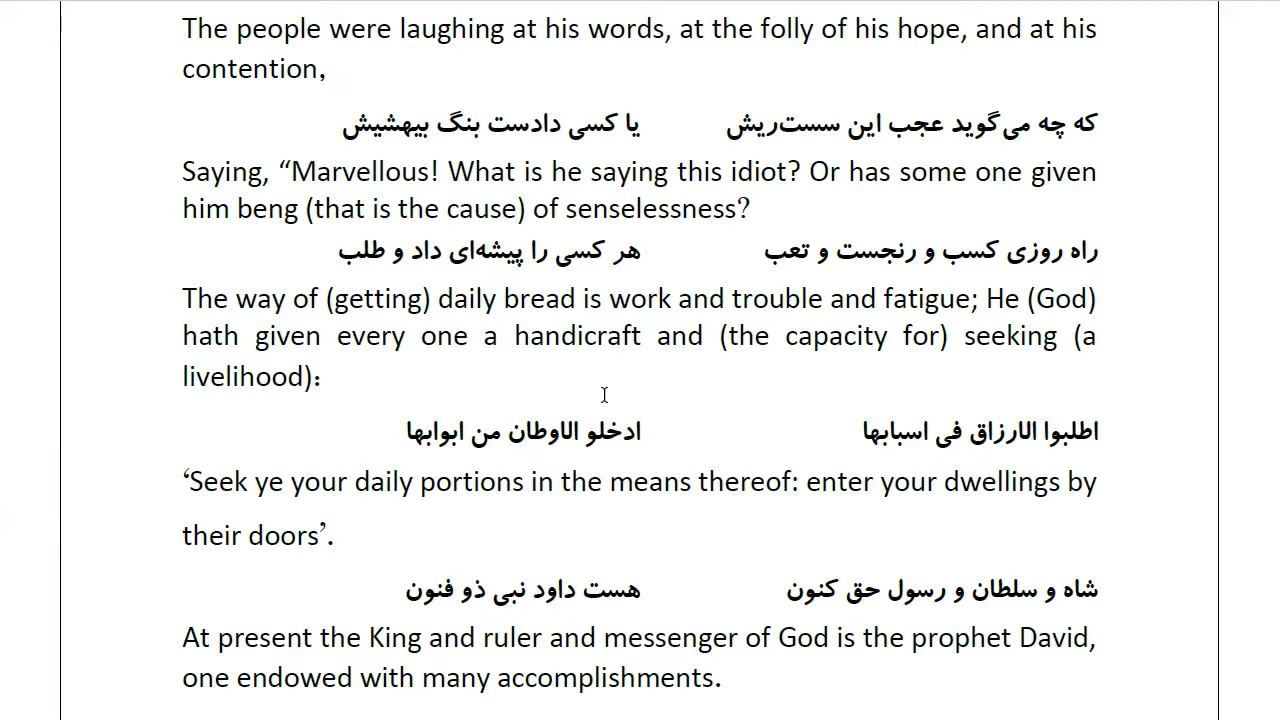 The people were laughing at his words, at the folly of his hope, and at his
contention,
که چه می‌گوید عجب این سست‌ریش یا کسی دادست بنگ بیهشیش
Saying, “Marvellous! What is he saying this idiot? Or has some one given
him beng (that is the cause) of senselessness?
راه روزی کسب و رنجست و تعب هر کسی را پیشه‌ای داد و طلب
The way of (getting) daily bread is work and trouble and fatigue; He (God)
hath given every one a handicraft and (the capacity for) seeking (a
livelihood):
اطلبوا الارزاق فی اسبابها ادخلو الاوطان من ابوابها
‘Seek ye your daily portions in the means thereof: enter your dwellings by
their doors’.
شاه و سلطان و رسول حق کنون هست داود نبی ذو فنون
At present the King and ruler and messenger of God is the prophet David,
one endowed with many accomplishments.